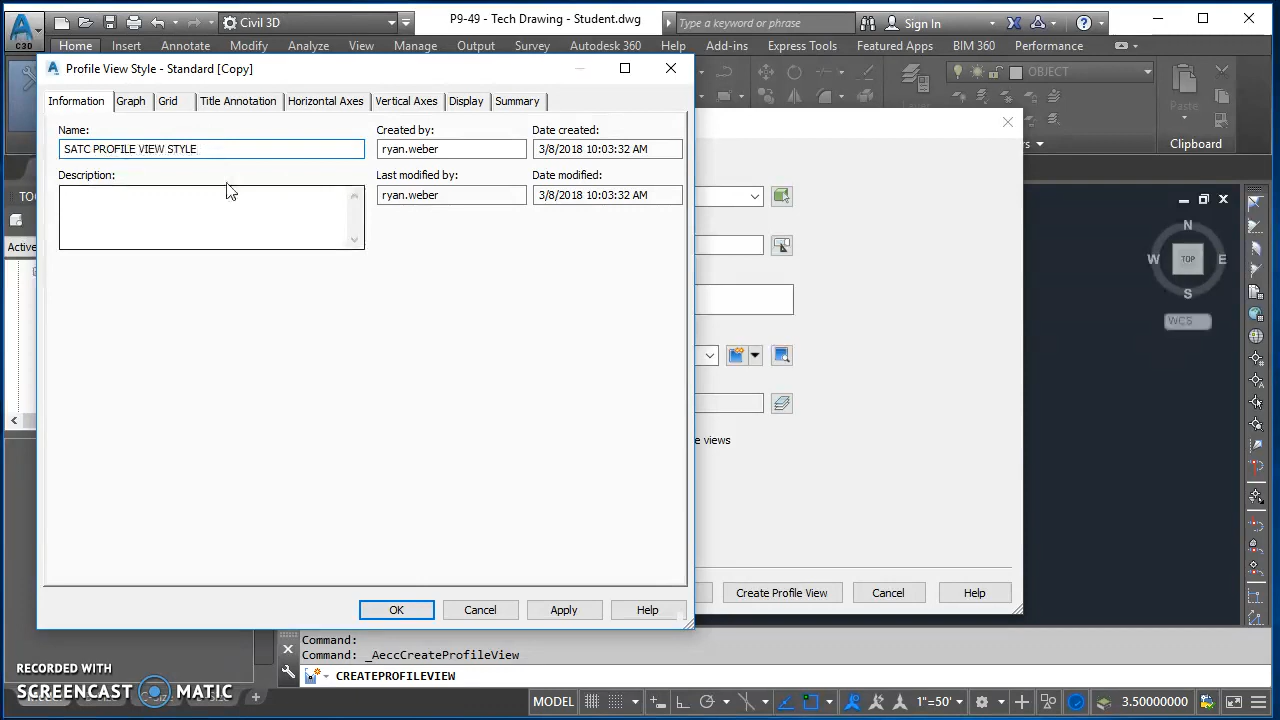 Civil 3D
P9-49 - Tech Drawing - Student.dwg
Type a keyword or phrase
Sign In
C3D
Home Insert Annotate Modify Analyze View Manage Output Survey Autodesk 360 Help Add-ins Express Tools Featured Apps BIM 360 Performance
Profile View Style - Standard [Copy]
OBJECT
Paste
Clipboard
Information Graph Grid Title Annotation Horizontal Axes Vertical Axes Display Summary
Name:
Created by:
Date created:
SATC PROFILE VIEW STYLE
ryan.weber
3/8/2018 10:03:32 AM
Description:
Last modified by:
Date modified:
ryan.weber
3/8/2018 10:03:32 AM
TOO
Active
N
W TOP E
S
WCS
e views
Create Profile View
Cancel
Help
OK
Cancel
Apply
Help
Command:
Command: _AeccCreateProfileView
CREATEPROFILEVIEW
RECORDED WITH
SCREENCAST MATIC
MODEL
1"=50'
3.50000000